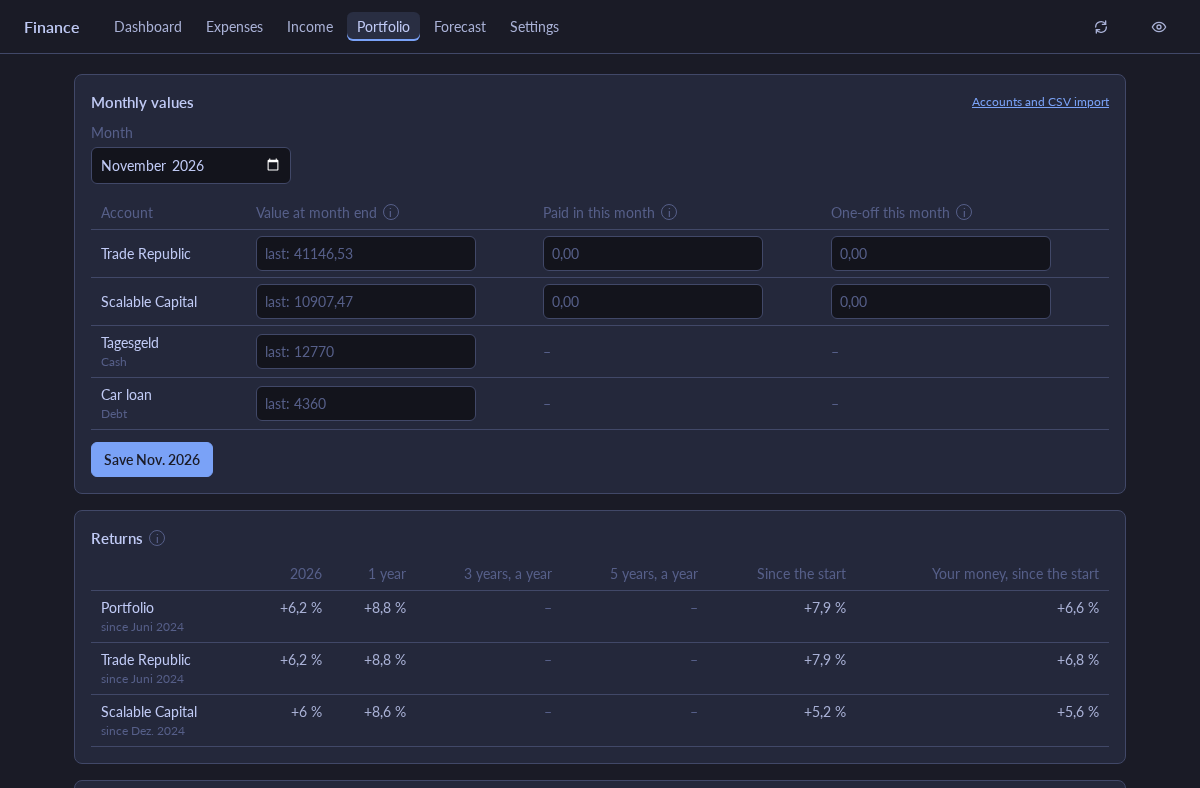 Finance Dashboard Expenses Income Portfolio Forecast Settings
Monthly values Accounts and CSV import
Month
November 2026
Account Value at month end Paid in this month One-off this month
Trade Republic last: 41146,53 0,00 0,00
Scalable Capital last: 10907,47 0,00 0,00
Tagesgeld
Cash last: 12770 – –
Car loan
Debt last: 4360 – –
Save Nov. 2026
Returns
2026 1 year 3 years, a year 5 years, a year Since the start Your money, since the start
Portfolio +6,2 % +8,8 % – – +7,9 % +6,6 %
since Juni 2024
Trade Republic +6,2 % +8,8 % – – +7,9 % +6,8 %
since Juni 2024
Scalable Capital +6 % +8,6 % – – +5,2 % +5,6 %
since Dez. 2024